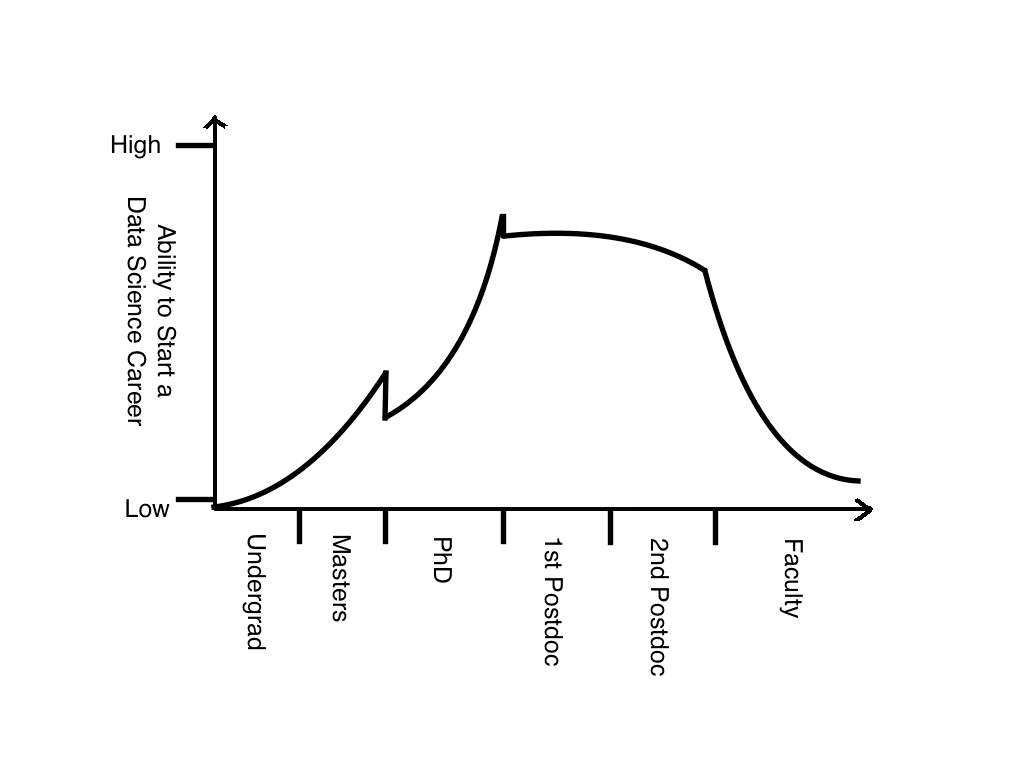 High
Ability to Start a
Data Science Career
Low
Undergrad
Masters
PhD
1st Postdoc
2nd Postdoc
Faculty